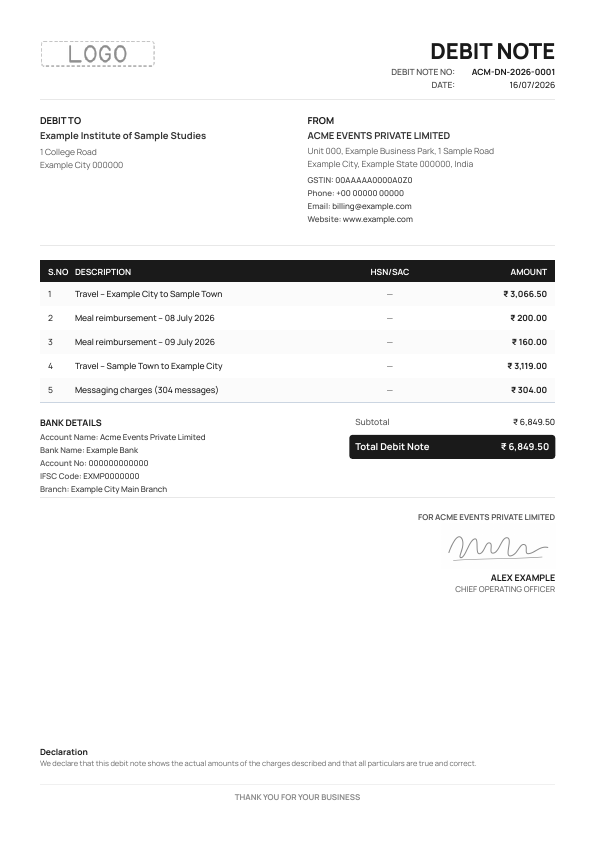 LOGO
DEBIT NOTE
DEBIT NOTE NO: ACM-DN-2026-0001
DATE: 16/07/2026
DEBIT TO
Example Institute of Sample Studies
1 College Road
Example City 000000
FROM
ACME EVENTS PRIVATE LIMITED
Unit 000, Example Business Park, 1 Sample Road
Example City, Example State 000000, India
GSTIN: 00AAAAA0000A0Z0
Phone: +00 00000 00000
Email: billing@example.com
Website: www.example.com
S.NO DESCRIPTION HSN/SAC AMOUNT
1 Travel – Example City to Sample Town — ₹ 3,066.50
2 Meal reimbursement – 08 July 2026 — ₹ 200.00
3 Meal reimbursement – 09 July 2026 — ₹ 160.00
4 Travel – Sample Town to Example City — ₹ 3,119.00
5 Messaging charges (304 messages) — ₹ 304.00
BANK DETAILS
Account Name: Acme Events Private Limited
Bank Name: Example Bank
Account No: 000000000000
IFSC Code: EXMP0000000
Branch: Example City Main Branch
Subtotal ₹ 6,849.50
Total Debit Note ₹ 6,849.50
FOR ACME EVENTS PRIVATE LIMITED
ALEX EXAMPLE
CHIEF OPERATING OFFICER
Declaration
We declare that this debit note shows the actual amounts of the charges described and that all particulars are true and correct.
THANK YOU FOR YOUR BUSINESS